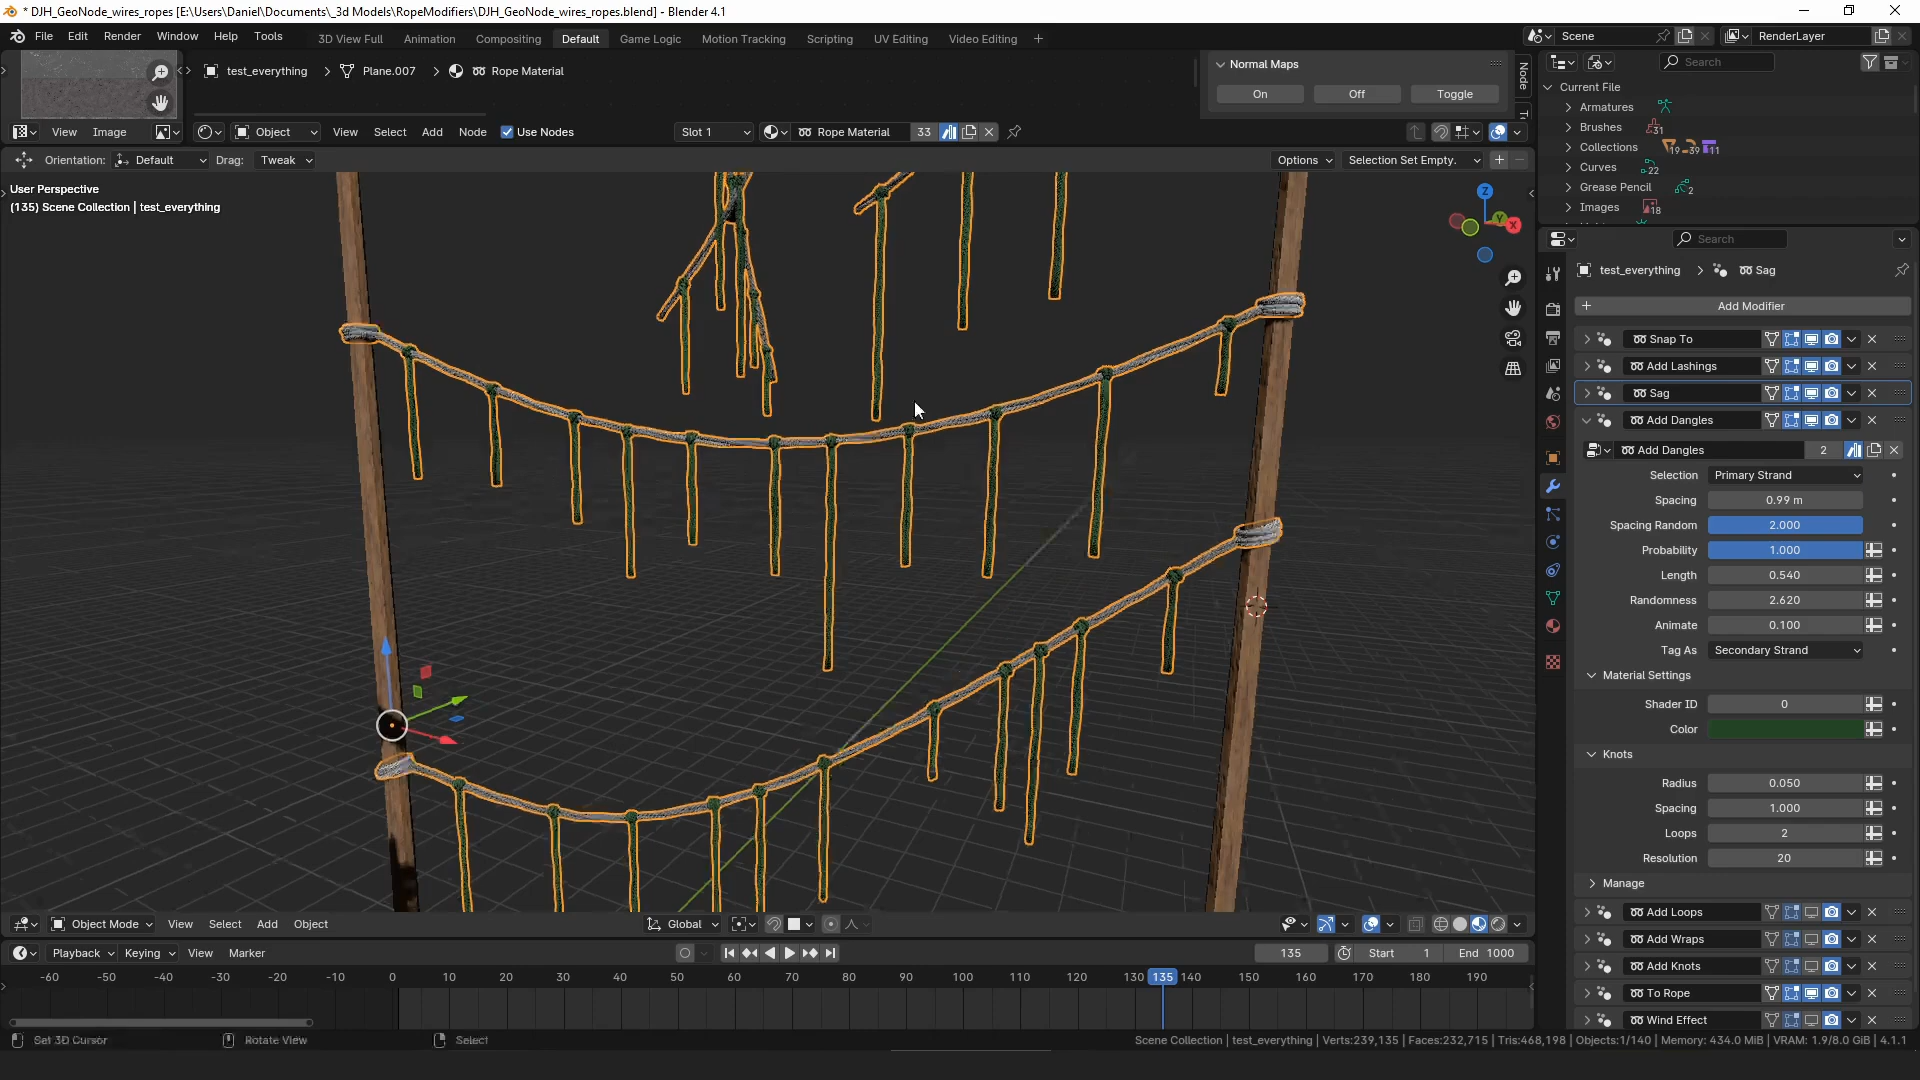 * DJH_GeoNode_wires_ropes [E:\Users\Daniel\Documents\_3d Models\RopeModifiers\DJH_GeoNode_wires_ropes.blend] - Blender 4.1
File Edit Render Window Help Tools
3D View Full Animation Compositing Default Game Logic Motion Tracking Scripting UV Editing Video Editing +
Scene
RenderLayer
test_everything > Plane.007 > Rope Material
Normal Maps
On Off Toggle
Node
View Image
Object View Select Add Node Use Nodes Slot 1 Rope Material 33
Orientation: Default Drag: Tweak Options Selection Set Empty.
User Perspective
(135) Scene Collection | test_everything
Z
Y
X
Search
Current File
Armatures
Brushes 31
Collections 19 39 11
Curves 22
Grease Pencil 2
Images 18
Search
test_everything > Sag
+ Add Modifier
Snap To
Add Lashings
Sag
Add Dangles
Add Dangles 2
Selection Primary Strand
Spacing 0.99 m
Spacing Random 2.000
Probability 1.000
Length 0.540
Randomness 2.620
Animate 0.100
Tag As Secondary Strand
Material Settings
Shader ID 0
Color
Knots
Radius 0.050
Spacing 1.000
Loops 2
Resolution 20
Manage
Add Loops
Add Wraps
Add Knots
To Rope
Wind Effect
Object Mode View Select Add Object Global
Playback Keying View Marker 135 Start 1 End 1000
-60 -50 -40 -30 -20 -10 0 10 20 30 40 50 60 70 80 90 100 110 120 130 135 140 150 160 170 180 190
Set 3D Cursor Rotate View Select
Scene Collection | test_everything | Verts:239,135 | Faces:232,715 | Tris:468,198 | Objects:1/140 | Memory: 434.0 MiB | VRAM: 1.9/8.0 GiB | 4.1.1